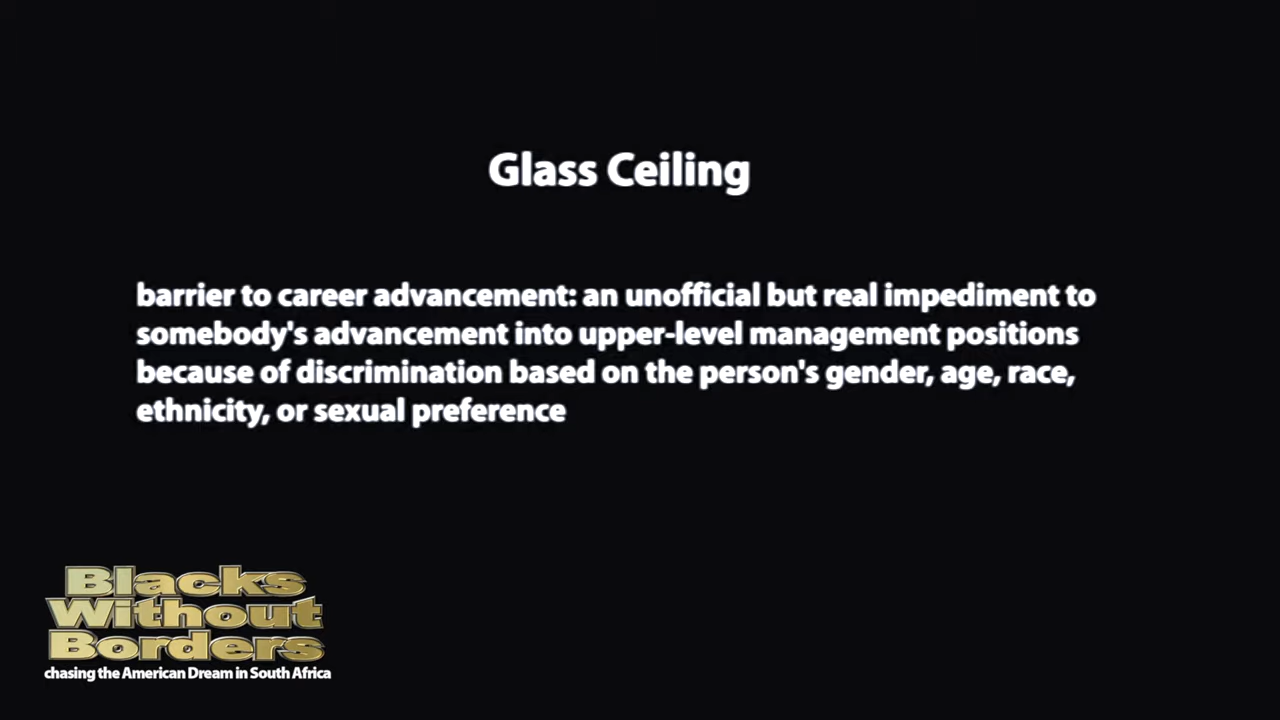 Glass Ceiling
barrier to career advancement: an unofficial but real impediment to
somebody's advancement into upper-level management positions
because of discrimination based on the person's gender, age, race,
ethnicity, or sexual preference
Blacks
Without
Borders
chasing the American Dream in South Africa